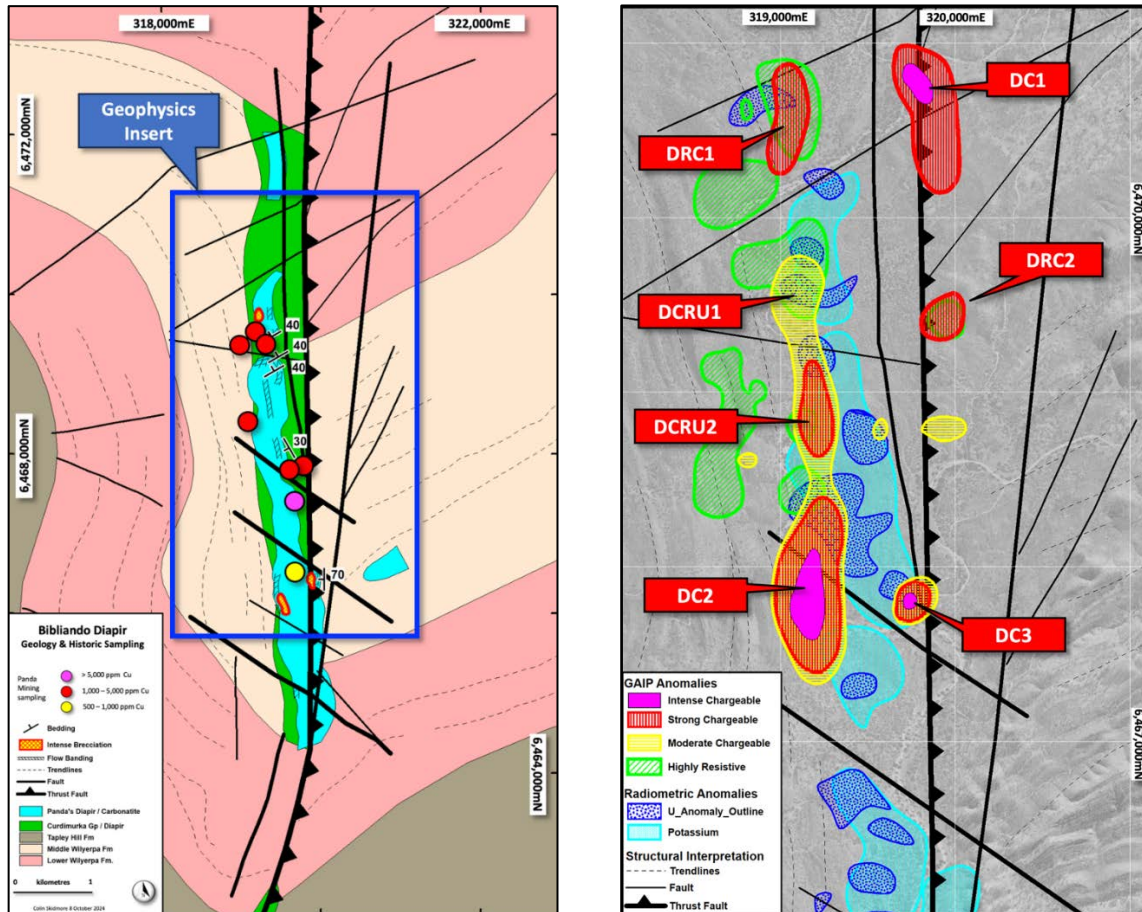 318,000mE
322,000mE
Geophysics
Insert
6,472,000mN
40
40
40
6,468,000mN
30
70
6,464,000mN
Bibliando Diapir
Geology & Historic Sampling
Panda
Mining
sampling
> 5,000 ppm Cu
1,000 – 5,000 ppm Cu
500 – 1,000 ppm Cu
Bedding
Intense Brecciation
Flow Banding
Trendlines
Fault
Thrust Fault
Panda's Diapir / Carbonatite
Curdimurka Gp / Diapir
Tapley Hill Fm
Middle Wilyerpa Fm
Lower Wilyerpa Fm.
0 kilometres 1
Colin Skidmore 8 October 2024
319,000mE
320,000mE
DC1
DRC1
6,470,000mN
DRC2
DCRU1
DCRU2
DC2
DC3
6,467,000mN
GAIP Anomalies
Intense Chargeable
Strong Chargeable
Moderate Chargeable
Highly Resistive
Radiometric Anomalies
U_Anomaly_Outline
Potassium
Structural Interpretation
Trendlines
Fault
Thrust Fault